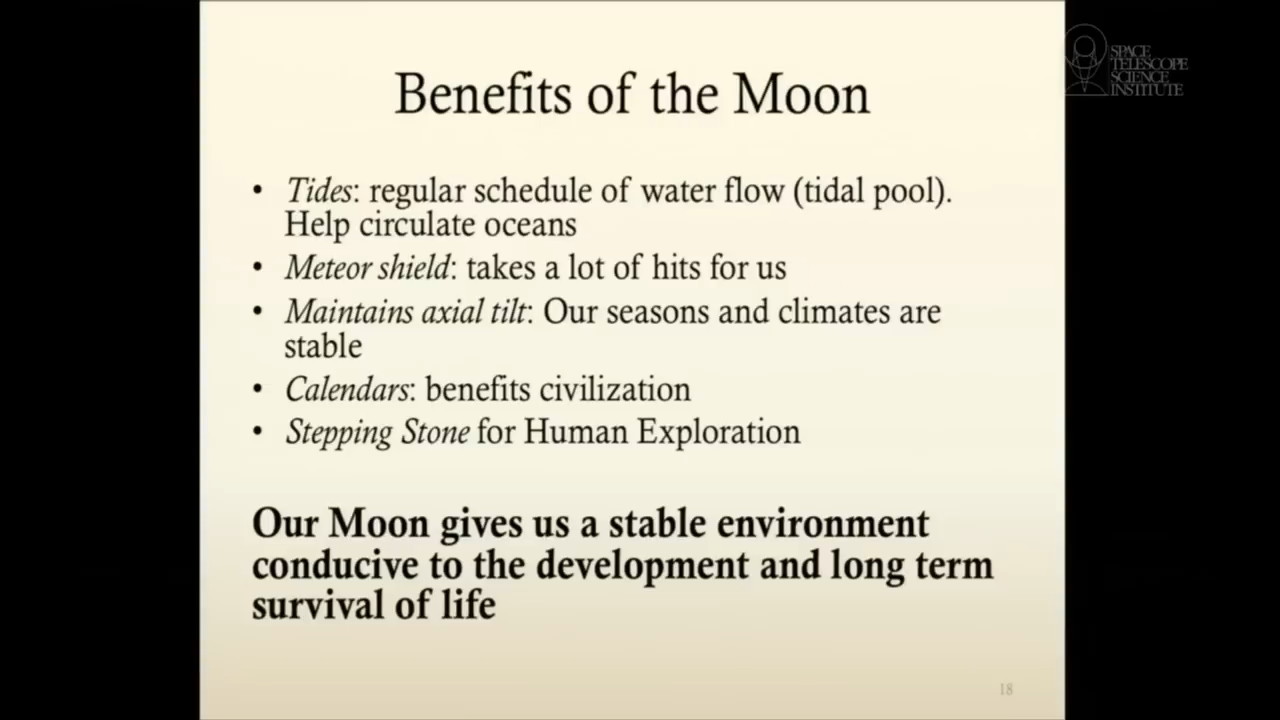 Benefits of the Moon
SPACE
TELESCOPE
SCIENCE
INSTITUTE
• Tides: regular schedule of water flow (tidal pool).
Help circulate oceans
• Meteor shield: takes a lot of hits for us
• Maintains axial tilt: Our seasons and climates are
stable
• Calendars: benefits civilization
• Stepping Stone for Human Exploration
Our Moon gives us a stable environment
conducive to the development and long term
survival of life
18